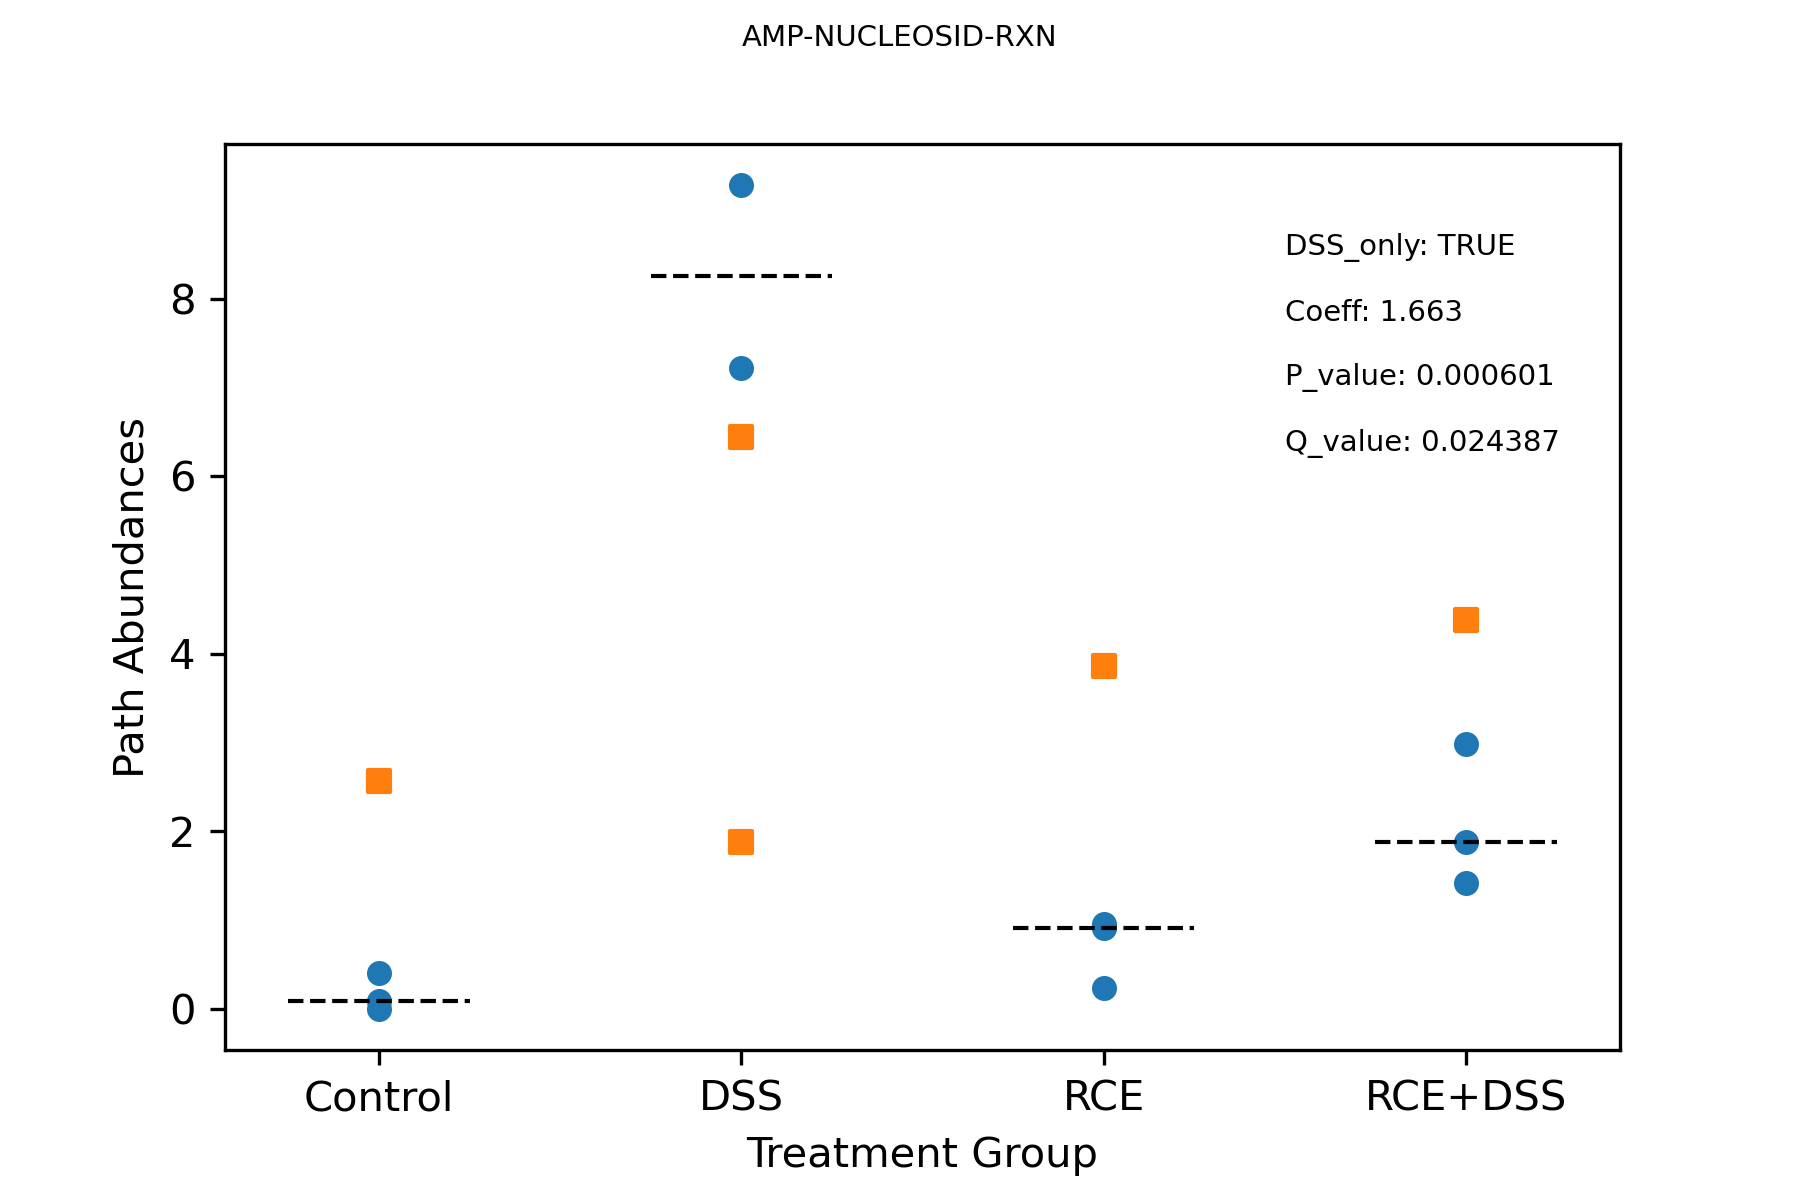 AMP-NUCLEOSID-RXN
DSS_only: TRUE
Coeff: 1.663
P_value: 0.000601
Q_value: 0.024387
Path Abundances
8
6
4
2
0
Control
DSS
RCE
RCE+DSS
Treatment Group